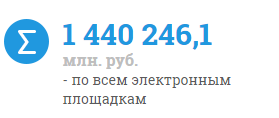 Σ 1 440 246,1
млн. руб.
- по всем электронным
площадкам